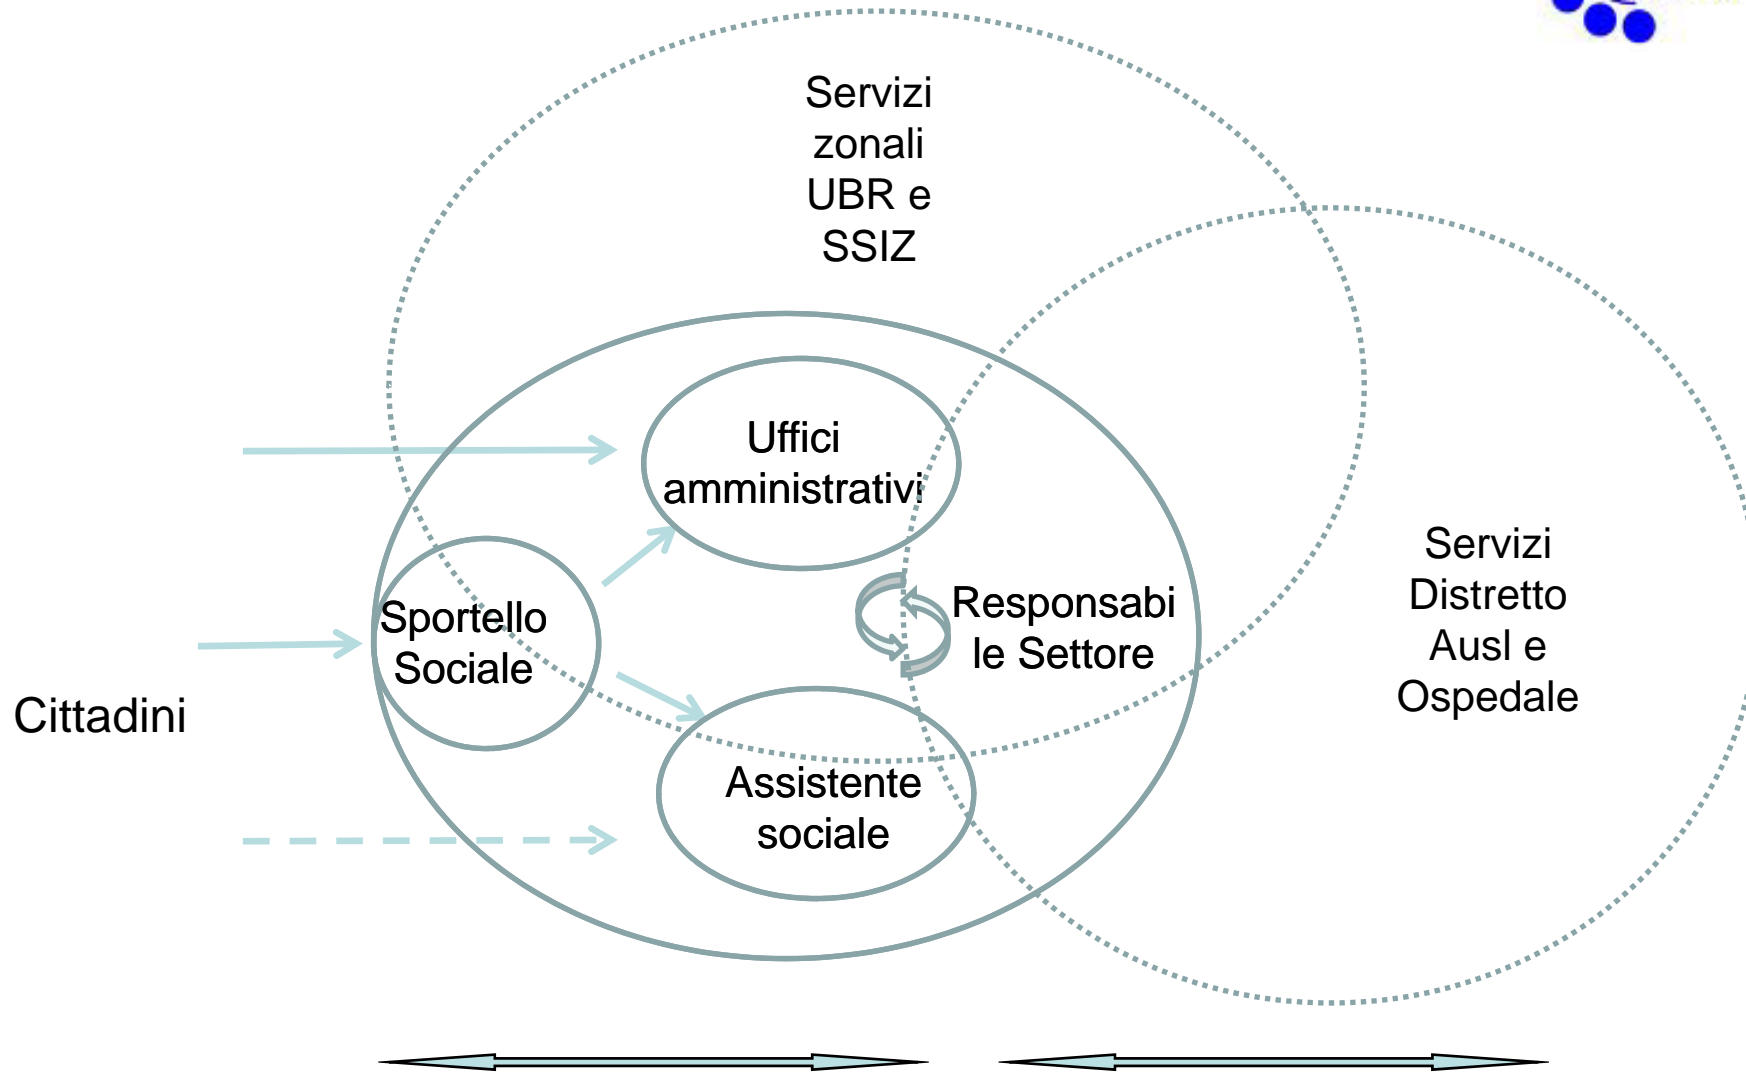 Servizi
zonali
UBR e
SSIZ
Uffici
amministrativi
Sportello
Sociale
Responsabi
le Settore
Servizi
Distretto
Ausl e
Ospedale
Cittadini
Assistente
sociale